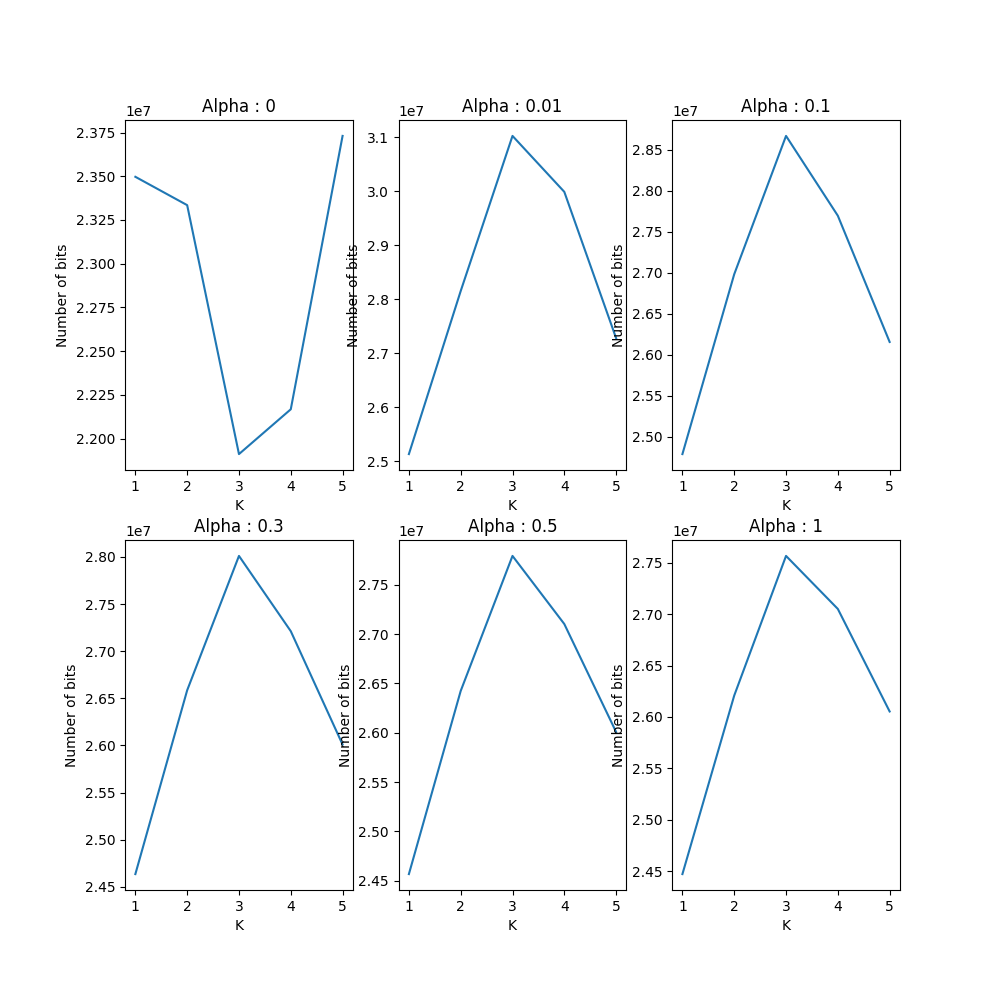 Alpha : 0
1e7
Number of bits
2.375
2.350
2.325
2.300
2.275
2.250
2.225
2.200
1 2 3 4 5
K
Alpha : 0.01
1e7
Number of bits
3.1
3.0
2.9
2.8
2.7
2.6
2.5
1 2 3 4 5
K
Alpha : 0.1
1e7
Number of bits
2.85
2.80
2.75
2.70
2.65
2.60
2.55
2.50
1 2 3 4 5
K
Alpha : 0.3
1e7
Number of bits
2.80
2.75
2.70
2.65
2.60
2.55
2.50
2.45
1 2 3 4 5
K
Alpha : 0.5
1e7
Number of bits
2.75
2.70
2.65
2.60
2.55
2.50
2.45
1 2 3 4 5
K
Alpha : 1
1e7
Number of bits
2.75
2.70
2.65
2.60
2.55
2.50
2.45
1 2 3 4 5
K